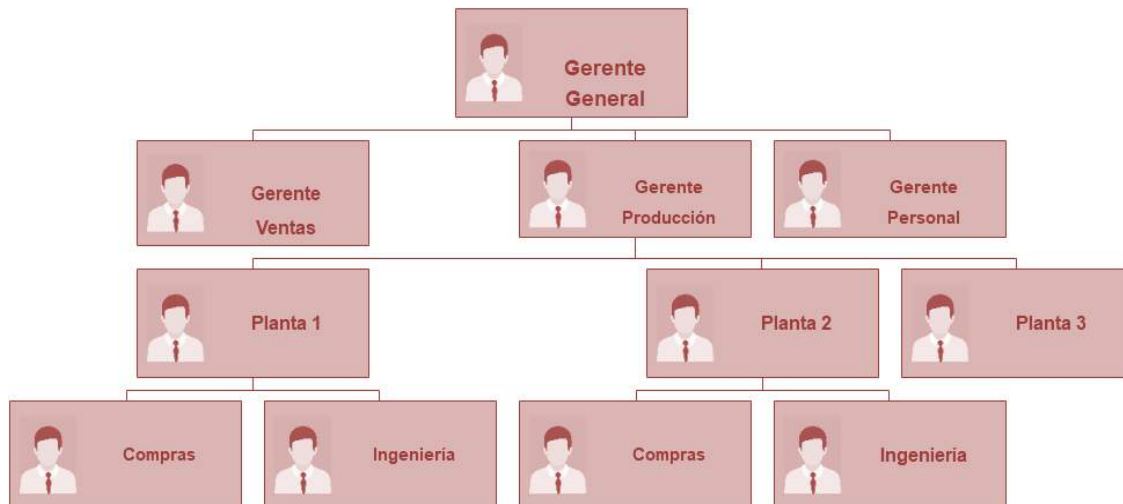 Gerente
General
Gerente
Ventas
Gerente
Producción
Gerente
Personal
Planta 1
Planta 2
Planta 3
Compras
Ingeniería
Compras
Ingeniería